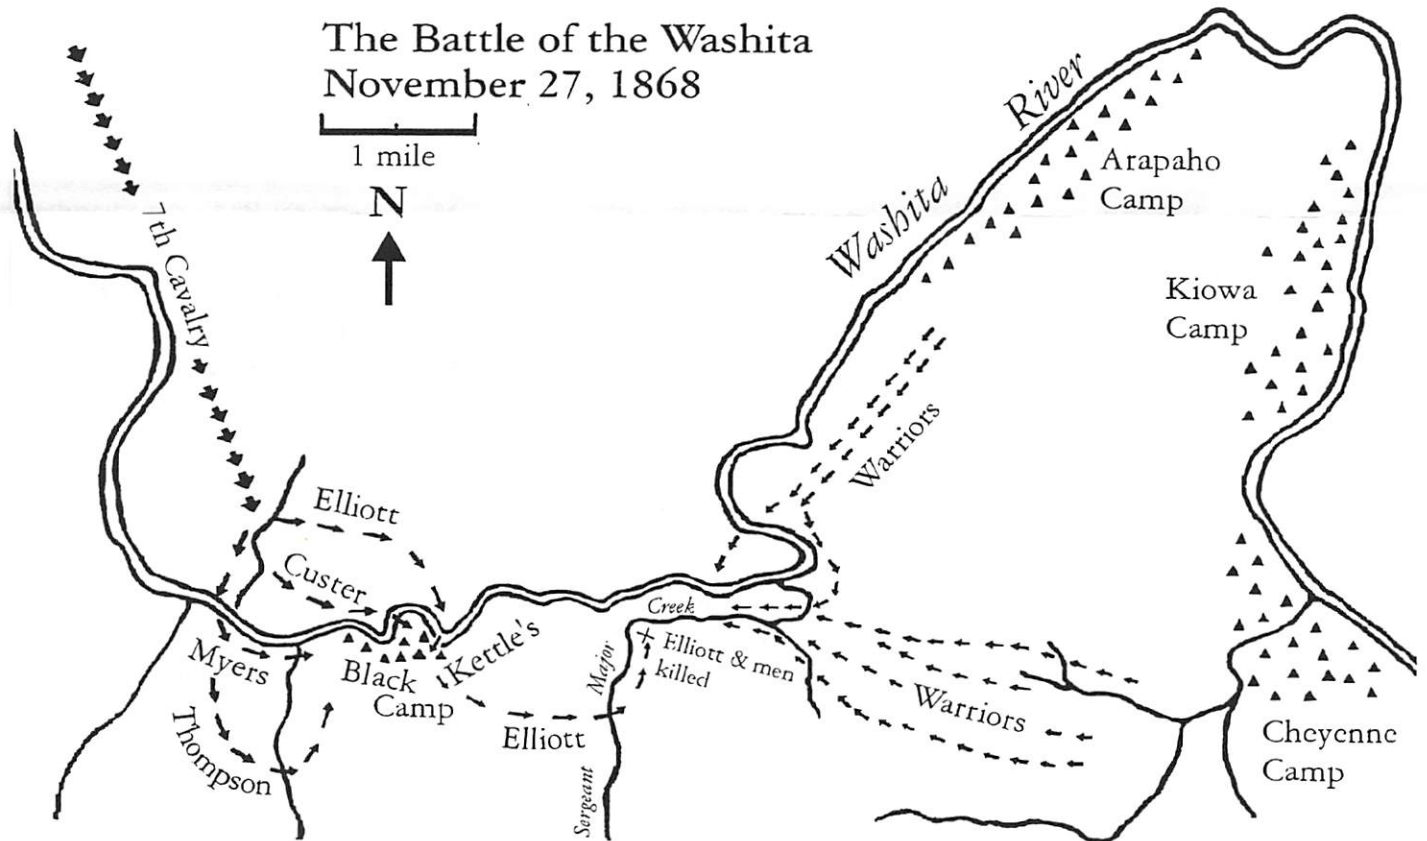 The Battle of the Washita
November 27, 1868
1 mile
N
7th Cavalry
Washita River
Arapaho
Camp
Kiowa
Camp
Warriors
Elliott
Custer
Myers
Thompson
Black Kettle's
Camp
Elliott
Sergeant Major Creek
Elliott & men
killed
Warriors
Cheyenne
Camp